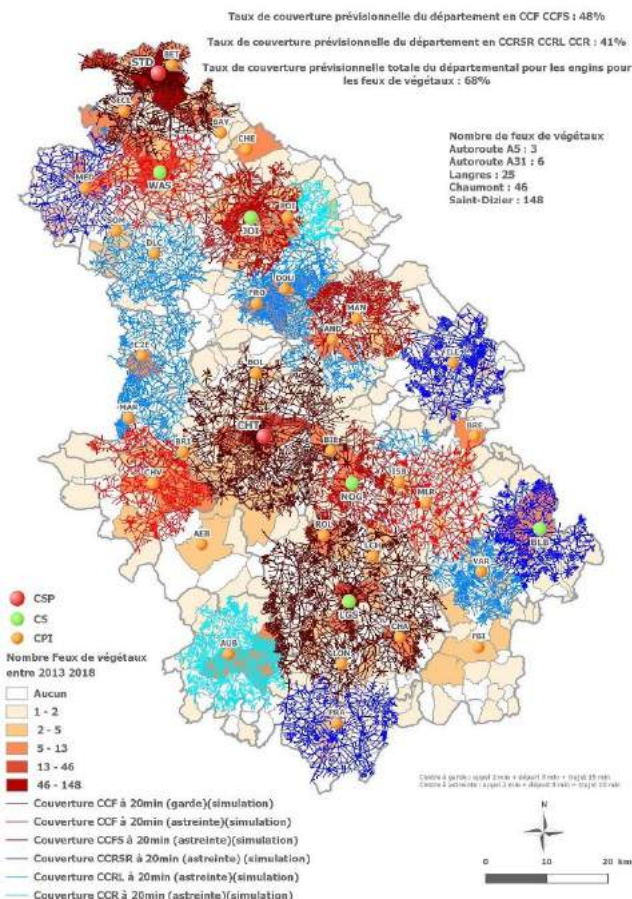 Taux de couverture prévisionnelle du département en CCF CCFS : 48%
Taux de couverture prévisionnelle du département en CCRSR CCRL CCR : 41%
Taux de couverture prévisionnelle totale du départemental pour les engins pour
les feux de végétaux : 68%
Nombre de feux de végétaux
Autoroute A5 : 3
Autoroute A31 : 6
Langres : 25
Chaumont : 46
Saint-Dizier : 148
BET
STD
ECL
BAY
CHE
WAS
JOI
SOM
DLC
DOU
FRO
MAN
AND
BOL
MAR
CHT
BRE
BRI
BIE
CHV
NOG
MLR
ROL
AEB
BLB
VAR
LGS
CHA
FBI
AUB
LON
PRA
CSP
CS
CPI
Nombre Feux de végétaux
entre 2013 2018
Aucun
1 - 2
2 - 5
5 - 13
13 - 46
46 - 148
Couverture CCF à 20min (garde)(simulation)
Couverture CCF à 20min (astreinte)(simulation)
Couverture CCFS à 20min (astreinte)(simulation)
Couverture CCRSR à 20min (astreinte) (simulation)
Couverture CCRL à 20min (astreinte)(simulation)
Couverture CCR à 20min (astreinte)(simulation)
N
0 10 20 km